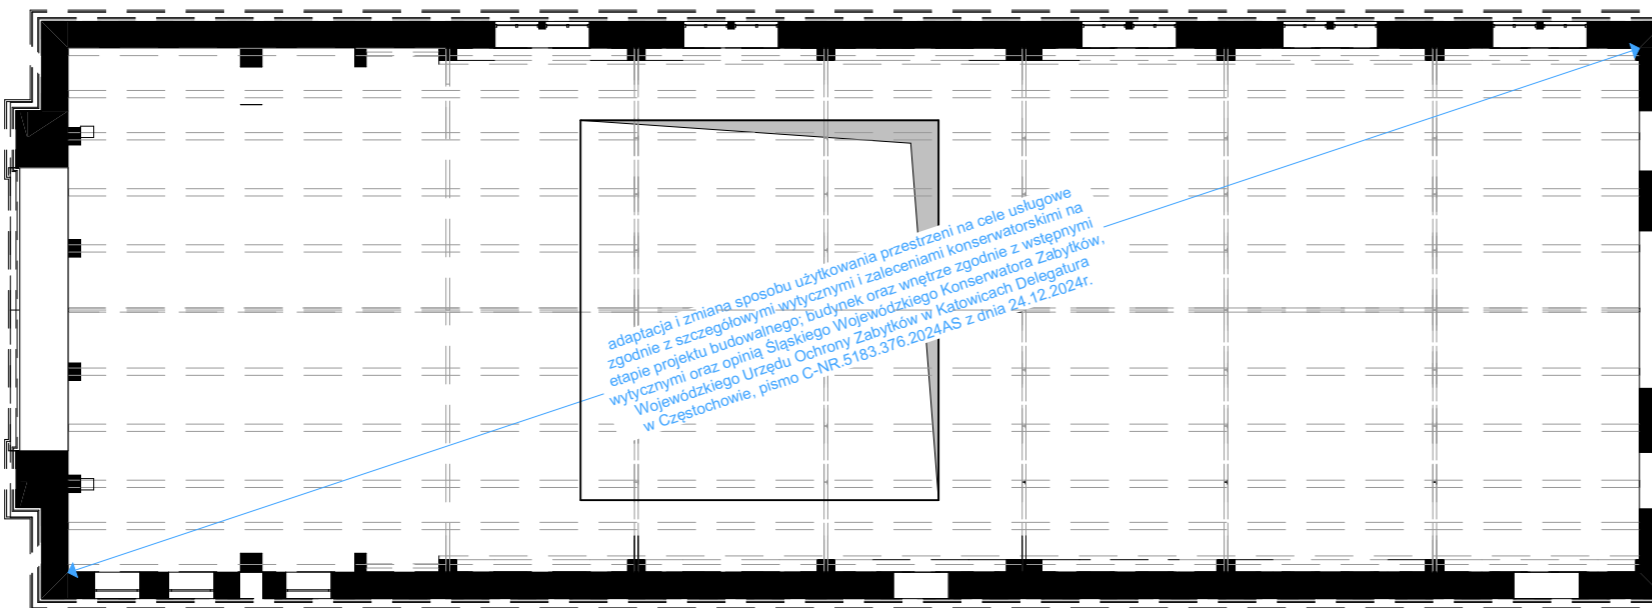 adaptacja i zmiana sposobu użytkowania przestrzeni na cele usługowe
zgodnie z szczegółowymi wytycznymi i zaleceniami konserwatorskimi na
etapie projektu budowalnego; budynek oraz wnętrze zgodnie z wstępnymi
wytycznymi oraz opinią Śląskiego Wojewódzkiego Konserwatora Zabytków,
Wojewódzkiego Urzędu Ochrony Zabytków w Katowicach Delegatura
w Częstochowie, pismo C-NR.5183.376.2024AS z dnia 24.12.2024r.